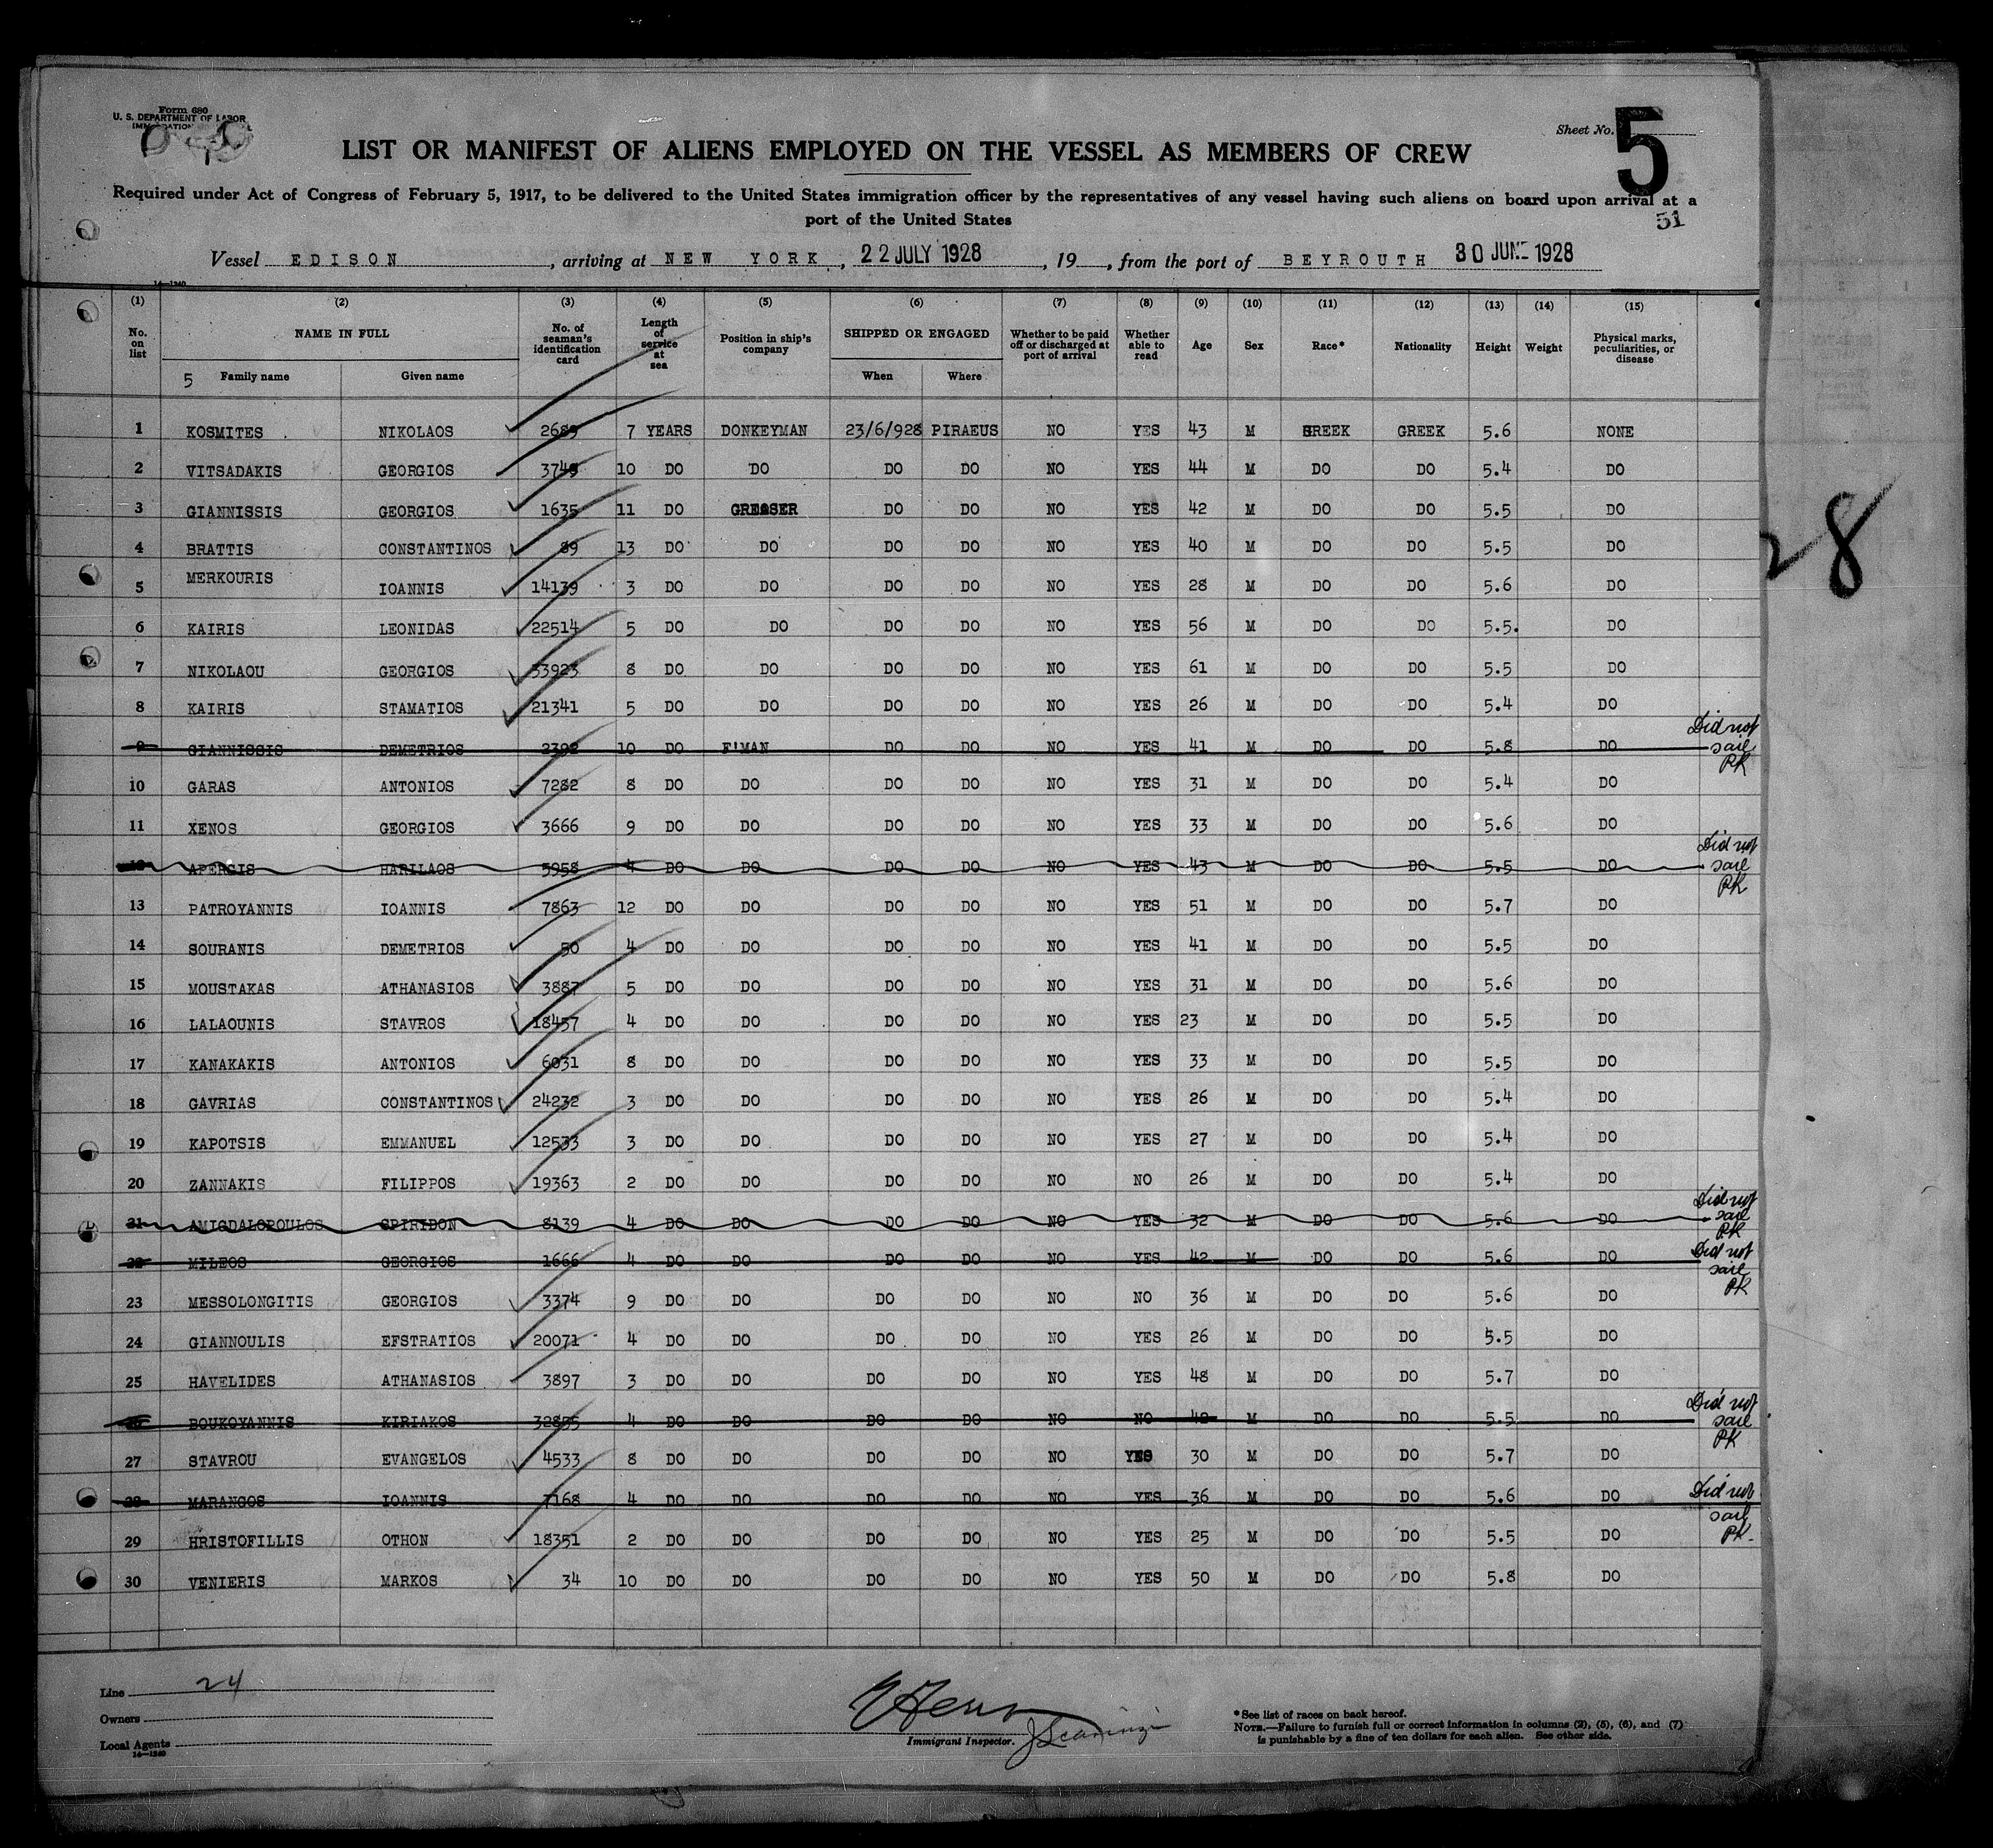 Form 680
U. S. DEPARTMENT OF LABOR
Sheet No. 5
LIST OR MANIFEST OF ALIENS EMPLOYED ON THE VESSEL AS MEMBERS OF CREW
Required under Act of Congress of February 5, 1917, to be delivered to the United States immigration officer by the representatives of any vessel having such aliens on board upon arrival at a
port of the United States
51
Vessel EDISON, arriving at NEW YORK, 22 JULY 1928, 19, from the port of BEYROUTH 30 JUNE 1928
14—1240
(1) (2) (3) (4) (5) (6) (7) (8) (9) (10) (11) (12) (13) (14) (15)
No. on list NAME IN FULL No. of seaman's identification card Length of service at sea Position in ship's company SHIPPED OR ENGAGED Whether to be paid off or discharged at port of arrival Whether able to read Age Sex Race* Nationality Height Weight Physical marks, peculiarities, or disease
5 Family name Given name When Where
1 KOSMITES NIKOLAOS 2689 7 YEARS DONKEYMAN 23/6/928 PIRAEUS NO YES 43 M GREEK GREEK 5.6 NONE
2 VITSADAKIS GEORGIOS 3749 10 DO DO DO DO NO YES 44 M DO DO 5.4 DO
3 GIANNISSIS GEORGIOS 1635 11 DO GREASER DO DO NO YES 42 M DO DO 5.5 DO
4 BRATTIS CONSTANTINOS 89 13 DO DO DO DO NO YES 40 M DO DO 5.5 DO
5 MERKOURIS IOANNIS 14139 3 DO DO DO DO NO YES 28 M DO DO 5.6 DO
6 KAIRIS LEONIDAS 22514 5 DO DO DO DO NO YES 56 M DO DO 5.5. DO
7 NIKOLAOU GEORGIOS 33923 8 DO DO DO DO NO YES 61 M DO DO 5.5 DO
8 KAIRIS STAMATIOS 21341 5 DO DO DO DO NO YES 26 M DO DO 5.4 DO
9 GIANNISSIS DEMETRIOS 2392 10 DO F'MAN DO DO NO YES 41 M DO DO 5.8 DO Did not sail PK
10 GARAS ANTONIOS 7282 8 DO DO DO DO NO YES 31 M DO DO 5.4 DO
11 XENOS GEORGIOS 3666 9 DO DO DO DO NO YES 33 M DO DO 5.6 DO
12 APERGIS HARILAOS 5958 4 DO DO DO DO NO YES 43 M DO DO 5.5 DO Did not sail PK
13 PATROYANNIS IOANNIS 7863 12 DO DO DO DO NO YES 51 M DO DO 5.7 DO
14 SOURANIS DEMETRIOS 50 4 DO DO DO DO NO YES 41 M DO DO 5.5 DO
15 MOUSTAKAS ATHANASIOS 3887 5 DO DO DO DO NO YES 31 M DO DO 5.6 DO
16 LALAOUNIS STAVROS 18457 4 DO DO DO DO NO YES 23 M DO DO 5.5 DO
17 KANAKAKIS ANTONIOS 6031 8 DO DO DO DO NO YES 33 M DO DO 5.5 DO
18 GAVRIAS CONSTANTINOS 24232 3 DO DO DO DO NO YES 26 M DO DO 5.4 DO
19 KAPOTSIS EMMANUEL 12533 3 DO DO DO DO NO YES 27 M DO DO 5.4 DO
20 ZANNAKIS FILIPPOS 19363 2 DO DO DO DO NO NO 26 M DO DO 5.4 DO
21 AMIGDALOPOULOS SPIRIDON 8139 4 DO DO DO DO NO YES 32 M DO DO 5.6 DO Did not sail PK
22 MILEOS GEORGIOS 1666 4 DO DO DO DO NO YES 42 M DO DO 5.6 DO Did not sail PK
23 MESSOLONGITIS GEORGIOS 3374 9 DO DO DO DO NO NO 36 M DO DO 5.6 DO
24 GIANNOULIS EFSTRATIOS 20071 4 DO DO DO DO NO YES 26 M DO DO 5.5 DO
25 HAVELIDES ATHANASIOS 3897 3 DO DO DO DO NO YES 48 M DO DO 5.7 DO
26 BOUKOYANNIS KIRIAKOS 32855 4 DO DO DO DO NO NO 42 M DO DO 5.5 DO Did not sail PK
27 STAVROU EVANGELOS 4533 8 DO DO DO DO NO YES 30 M DO DO 5.7 DO
28 MARANGOS IOANNIS 7168 4 DO DO DO DO NO YES 36 M DO DO 5.6 DO Did not sail PK.
29 HRISTOFILLIS OTHON 18351 2 DO DO DO DO NO YES 25 M DO DO 5.5 DO
30 VENIERIS MARKOS 34 10 DO DO DO DO NO YES 50 M DO DO 5.8 DO
28
Line 24
Owners
Local Agents
14—1240
Immigrant Inspector.
*See list of races on back hereof.
NOTE.—Failure to furnish full or correct information in columns (2), (5), (6), and (7)
is punishable by a fine of ten dollars for each alien. See other side.